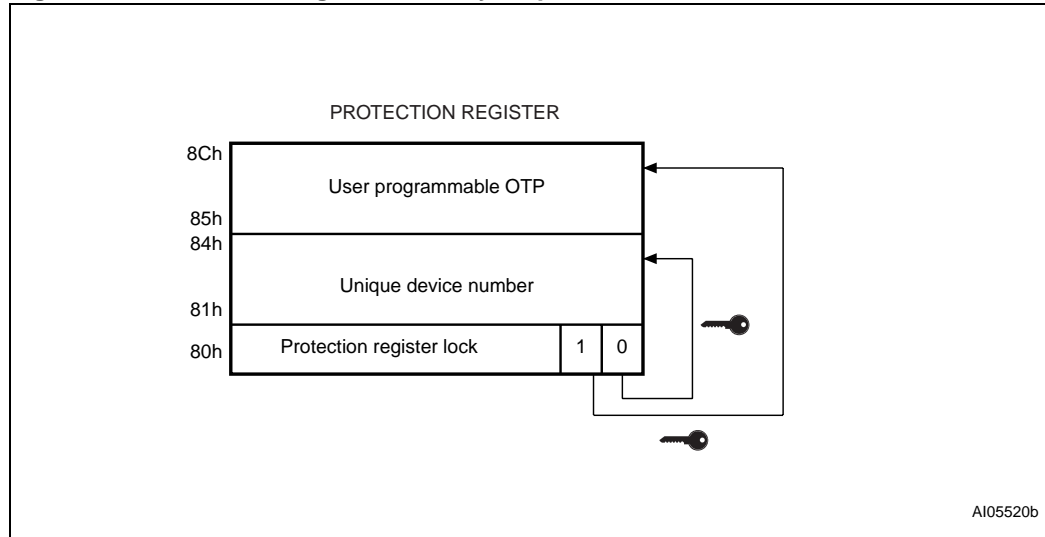 PROTECTION REGISTER
8Ch
User programmable OTP
85h
84h
Unique device number
81h
80h
Protection register lock
1
0
AI05520b